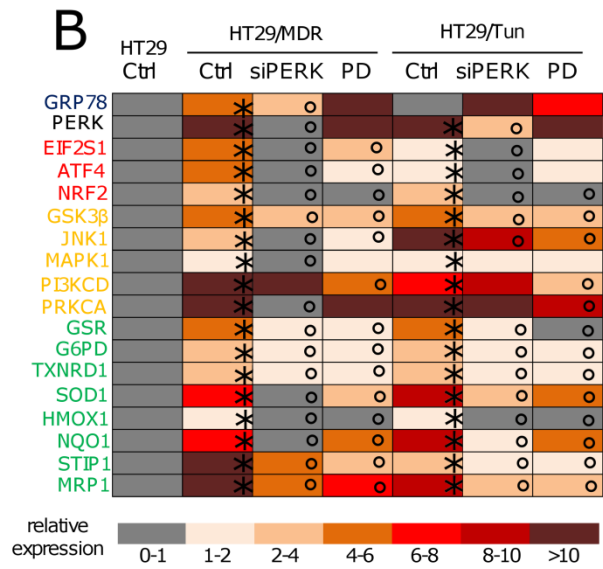 B
HT29 HT29/MDR HT29/Tun
Ctrl Ctrl siPERK PD Ctrl siPERK PD
GRP78 * o
PERK * o * o
EIF2S1 * o o * o
ATF4 * o o * o
NRF2 * o o * o o
GSK3β * o o * o o
JNK1 * o o * o o
MAPK1 * o *
PI3KCD * o * o
PRKCA * o * o
GSR * o o * o o
G6PD * o o * o o
TXNRD1 * o o * o o
SOD1 * o o * o o
HMOX1 * o o * o o
NQO1 * o o * o o
STIP1 * o o * o o
MRP1 * o o * o o
relative
expression
0-1 1-2 2-4 4-6 6-8 8-10 >10